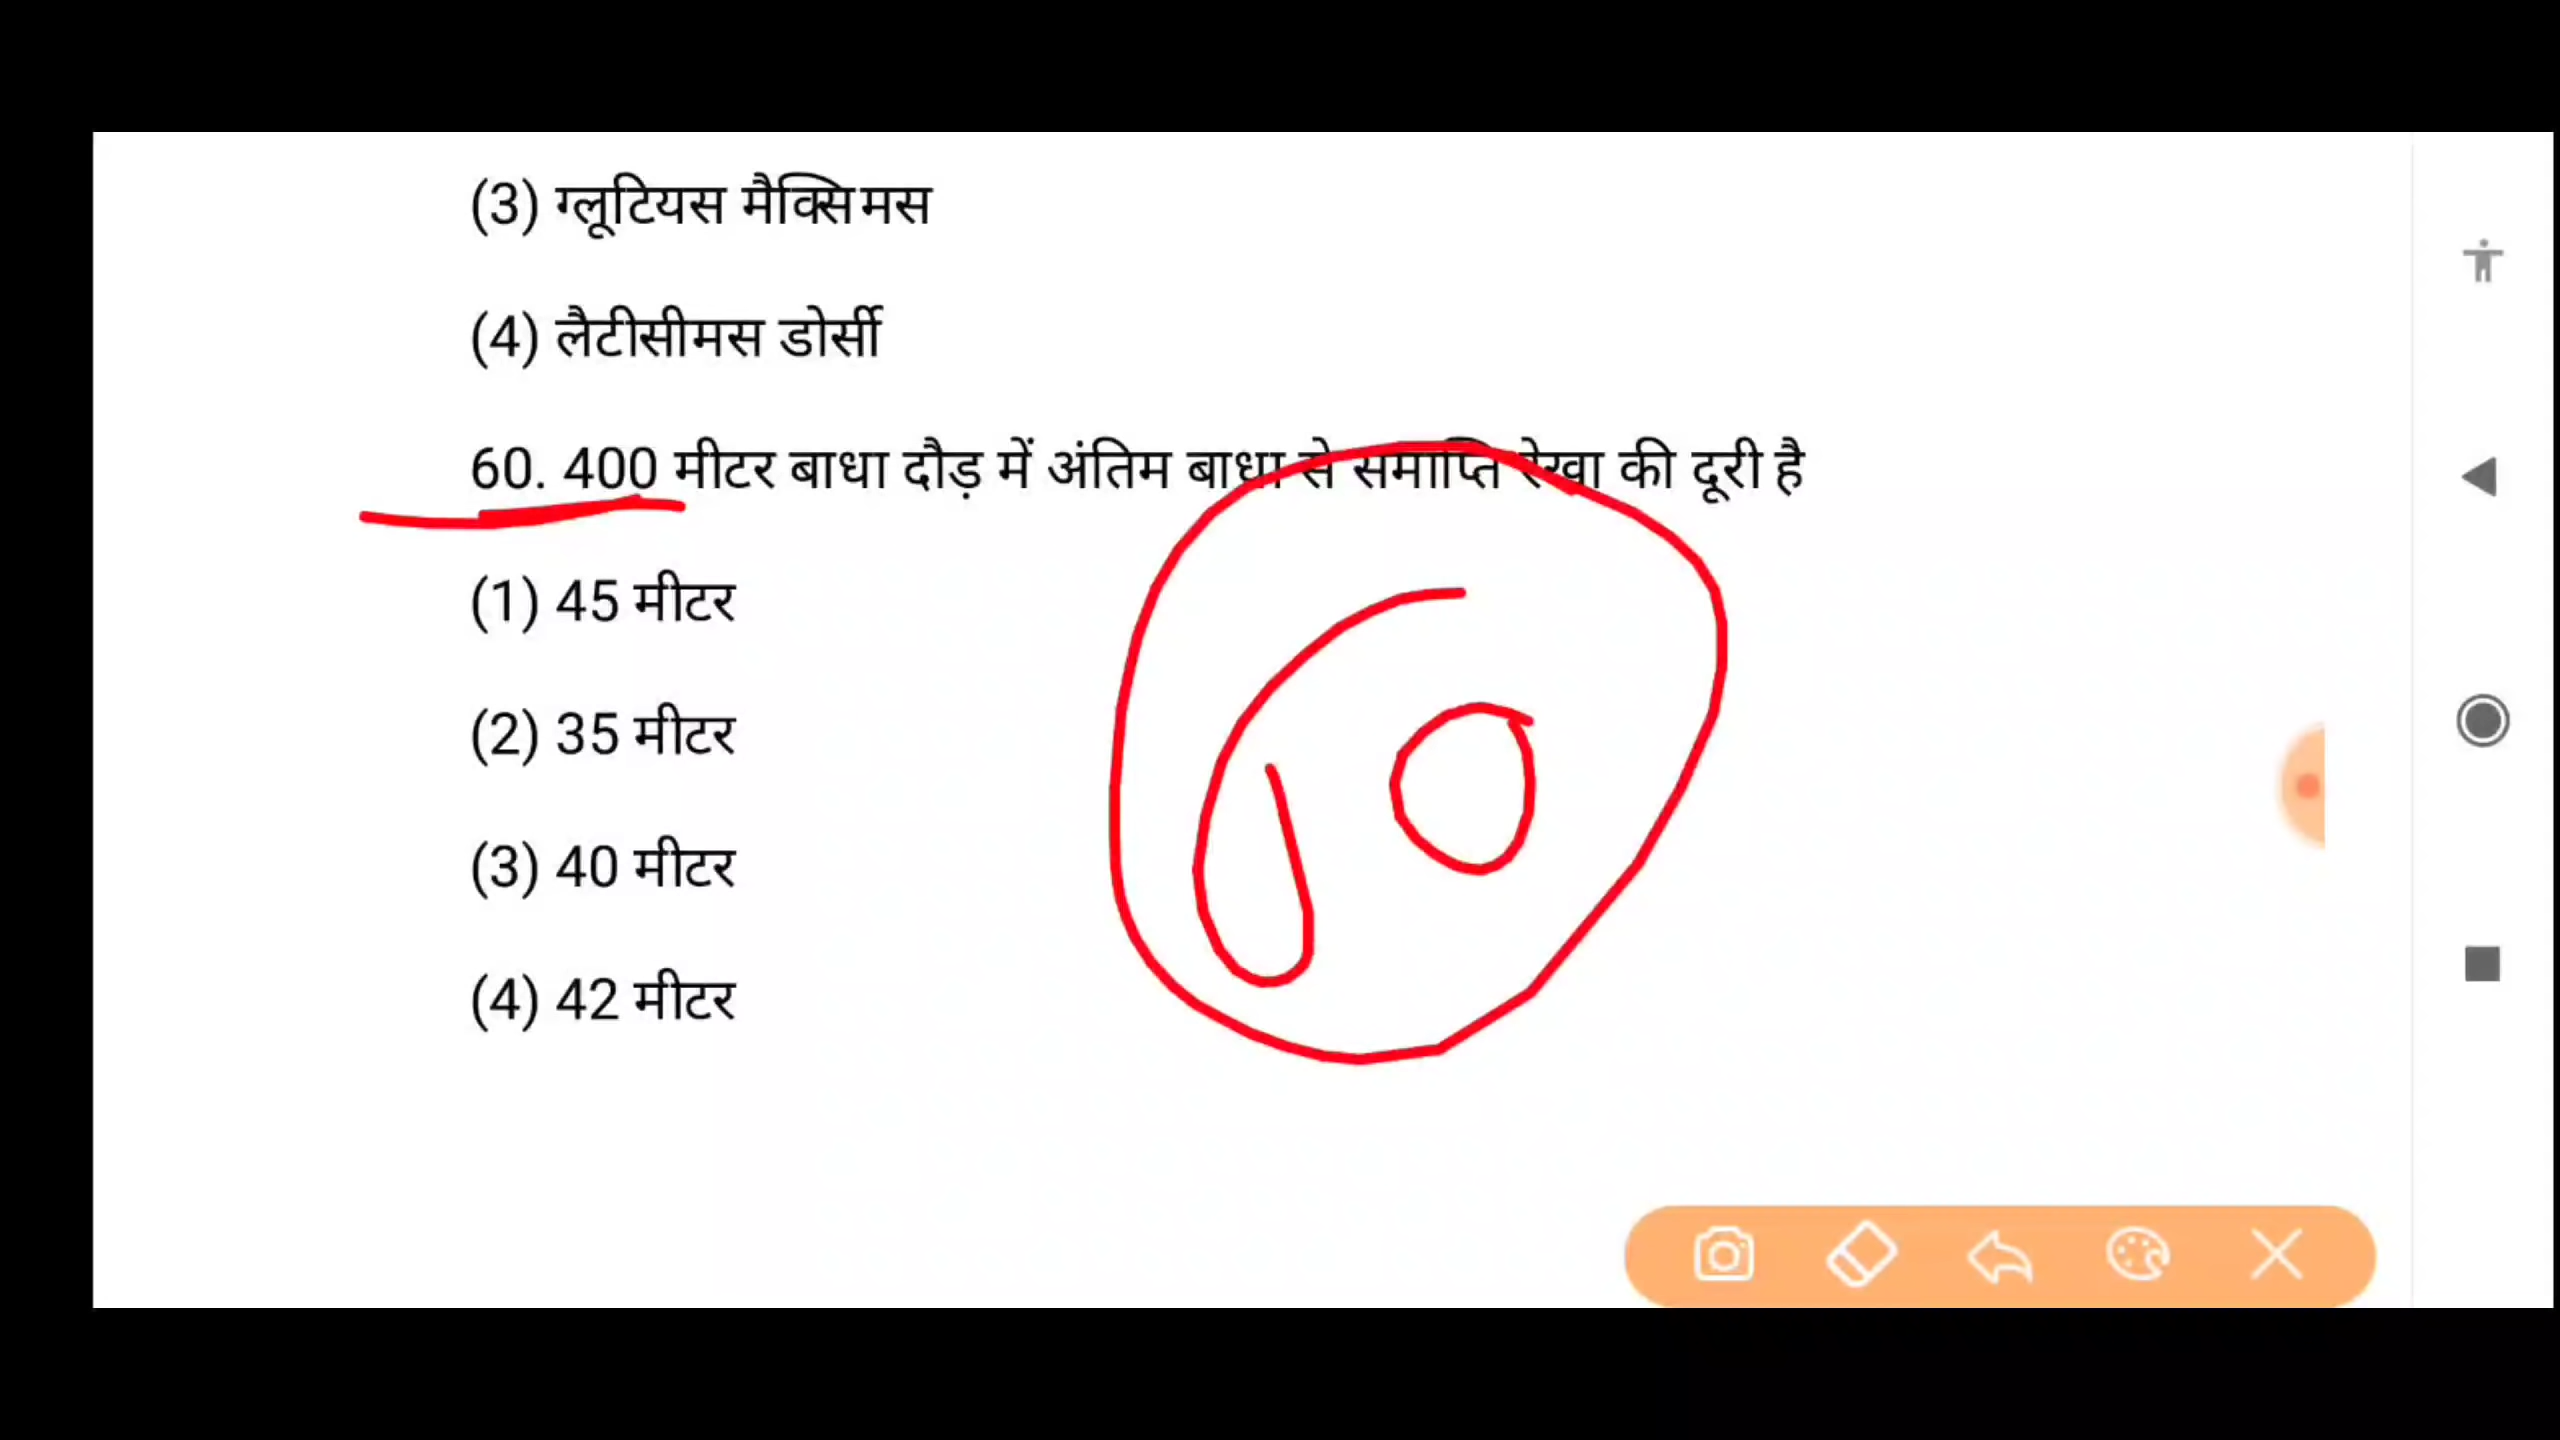 (3) ग्लूटियस मैक्सिमस
(4) लैटीसीमस डोर्सी
60. 400 मीटर बाधा दौड़ में अंतिम बाधा से समाप्ति रेखा की दूरी है
(1) 45 मीटर
(2) 35 मीटर
(3) 40 मीटर
(4) 42 मीटर